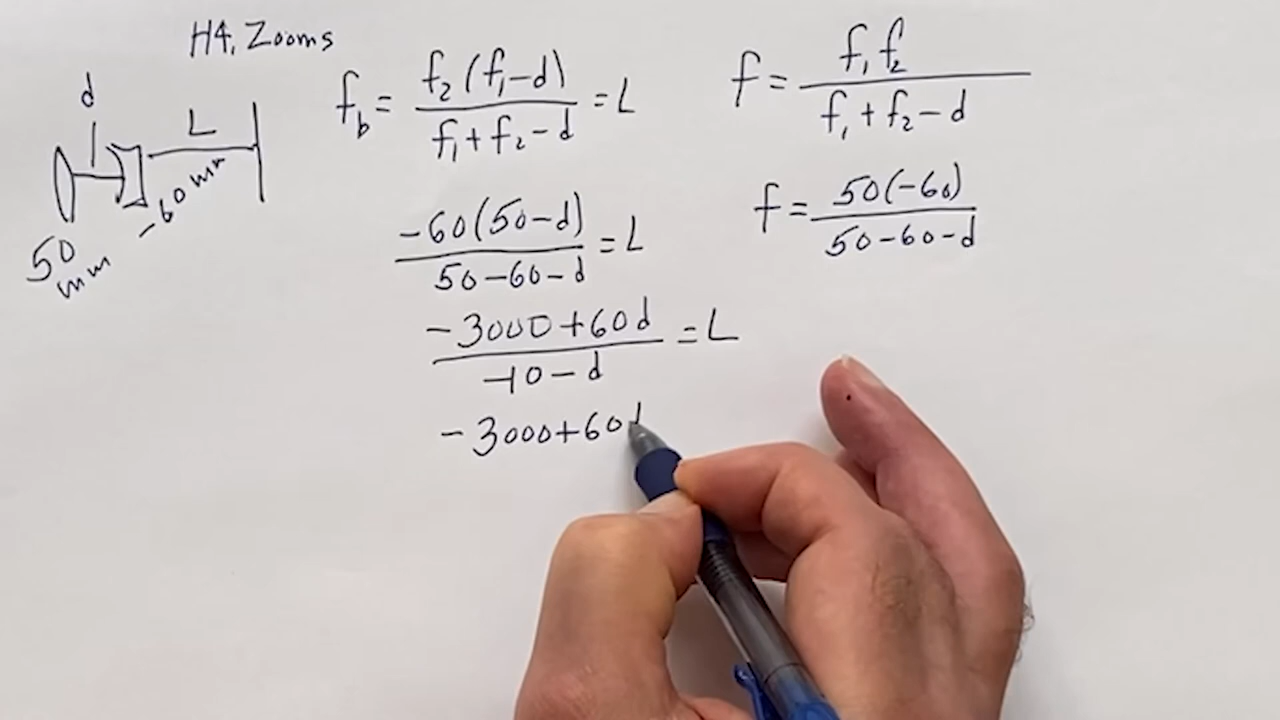 H4, Zooms
d
L
-60 mm
50 mm
f_b = f_2 (f_1 - d) / f_1 + f_2 - d = L
-60(50-d) / 50-60-d = L
-3000+60d / -10-d = L
-3000+60d
f = f_1 f_2 / f_1 + f_2 - d
f = 50(-60) / 50-60-d